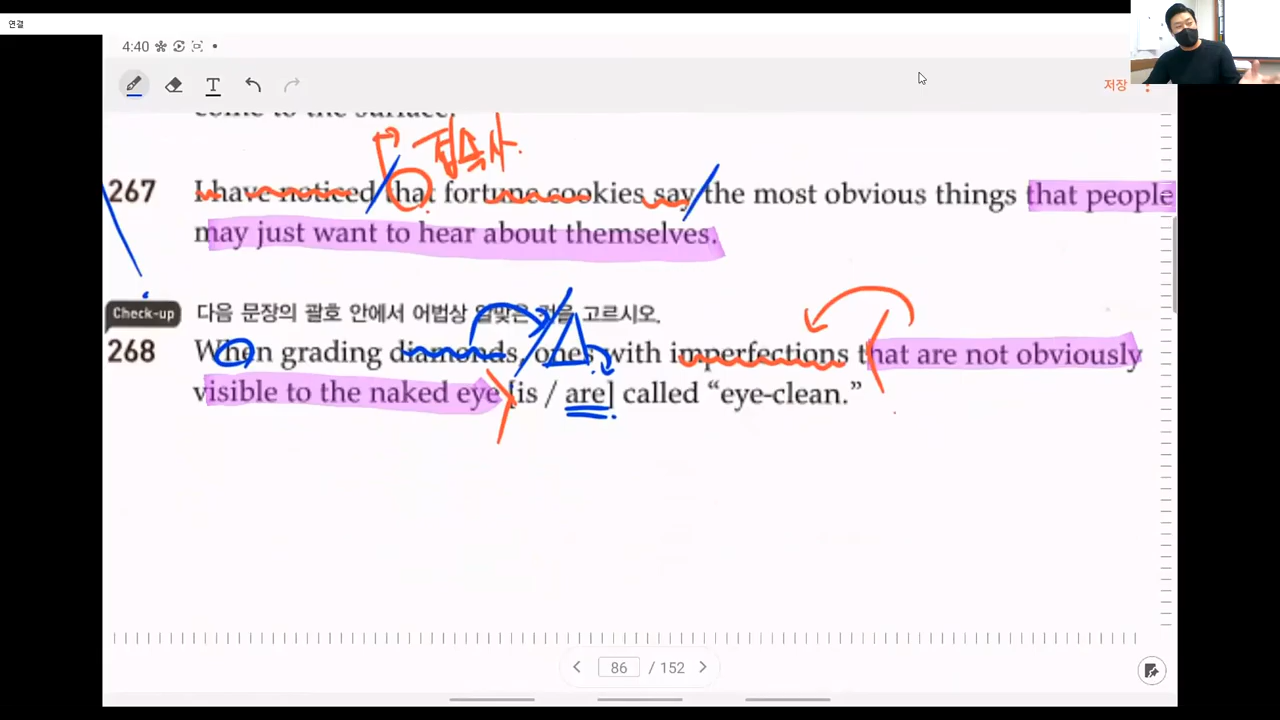 연결
4:40
저장
come to the surface.
접속사.
267 I have noticed that fortune cookies say the most obvious things that people
may just want to hear about themselves.
Check-up 다음 문장의 괄호 안에서 어법상 알맞은 것을 고르시오.
268 When grading diamonds, ones with imperfections that are not obviously
visible to the naked eye [is / are] called “eye-clean.”
86 / 152